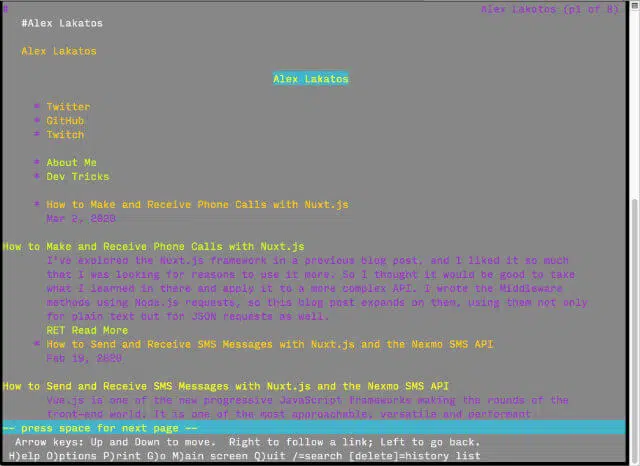 #
Alex Lakatos (p1 of 8)
#Alex Lakatos
Alex Lakatos
Alex Lakatos
* Twitter
* GitHub
* Twitch
* About Me
* Dev Tricks
* How to Make and Receive Phone Calls with Nuxt.js
Mar 2, 2020
How to Make and Receive Phone Calls with Nuxt.js
I've explored the Nuxt.js framework in a previous blog post, and I liked it so much
that I was looking for reasons to use it more. So I thought it would be good to take
what I learned in there and apply it to a more complex API. I wrote the Middleware
methods using Node.js requests, so this blog post expands on them, using them not only
for plain text but for JSON requests as well.
RET Read More
* How to Send and Receive SMS Messages with Nuxt.js and the Nexmo SMS API
Feb 19, 2020
How to Send and Receive SMS Messages with Nuxt.js and the Nexmo SMS API
Vue.js is one of the new progressive JavaScript frameworks making the rounds of the
front-end world. It is one of the most approachable, versatile and performant
-- press space for next page --
Arrow keys: Up and Down to move. Right to follow a link; Left to go back.
H)elp O)ptions P)rint G)o M)ain screen Q)uit /=search [delete]=history list